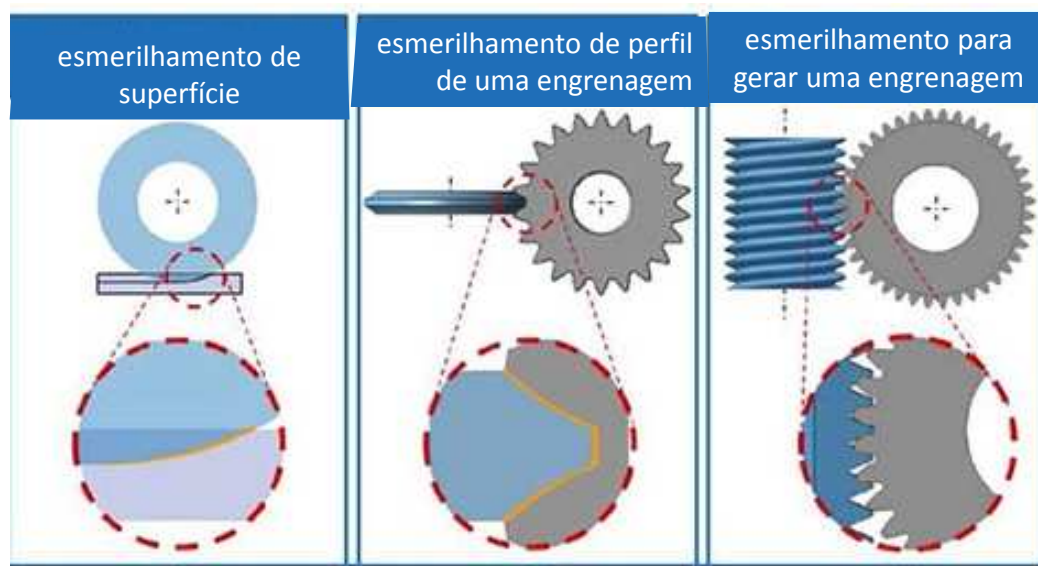 esmerilhamento de
superfície
esmerilhamento de perfil
de uma engrenagem
esmerilhamento para
gerar uma engrenagem